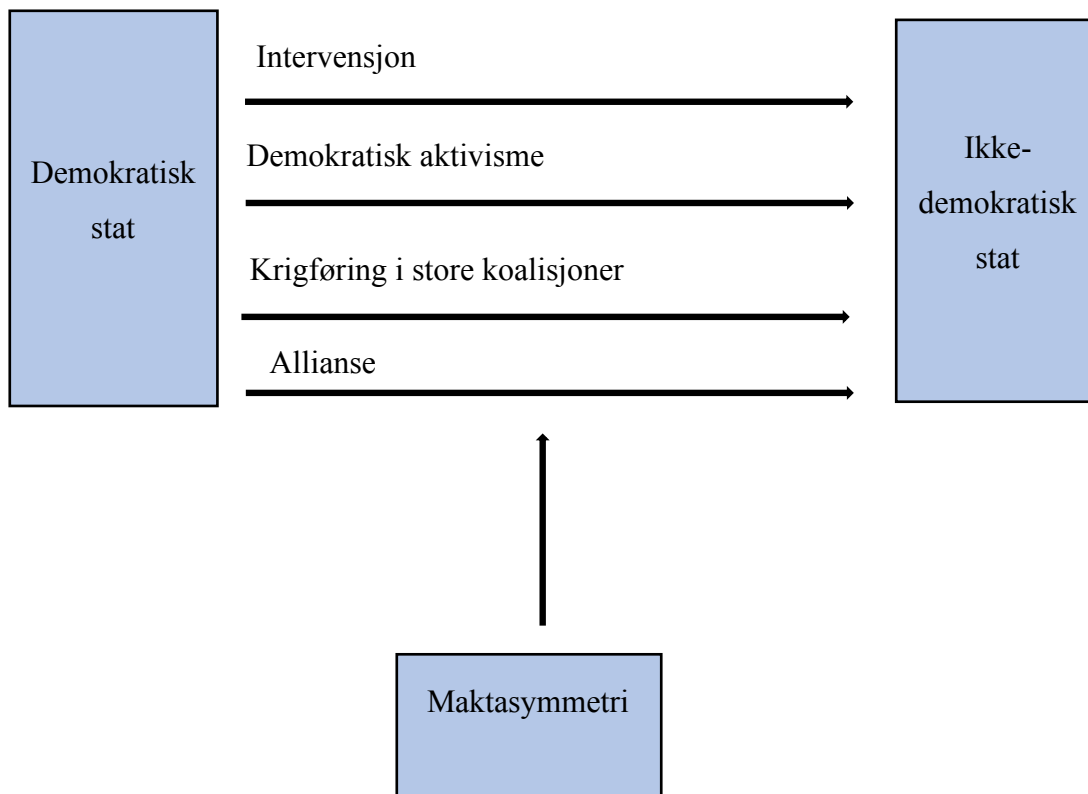 Intervensjon
Demokratisk
stat
Demokratisk aktivisme
Krigføring i store koalisjoner
Allianse
Ikke-
demokratisk
stat
Maktasymmetri